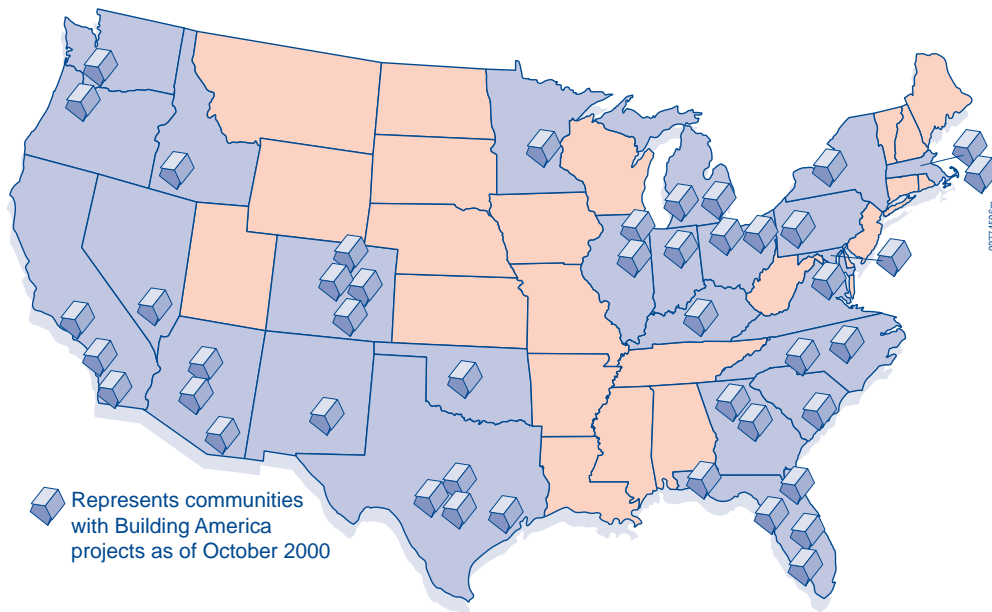 Represents communities
with Building America
projects as of October 2000